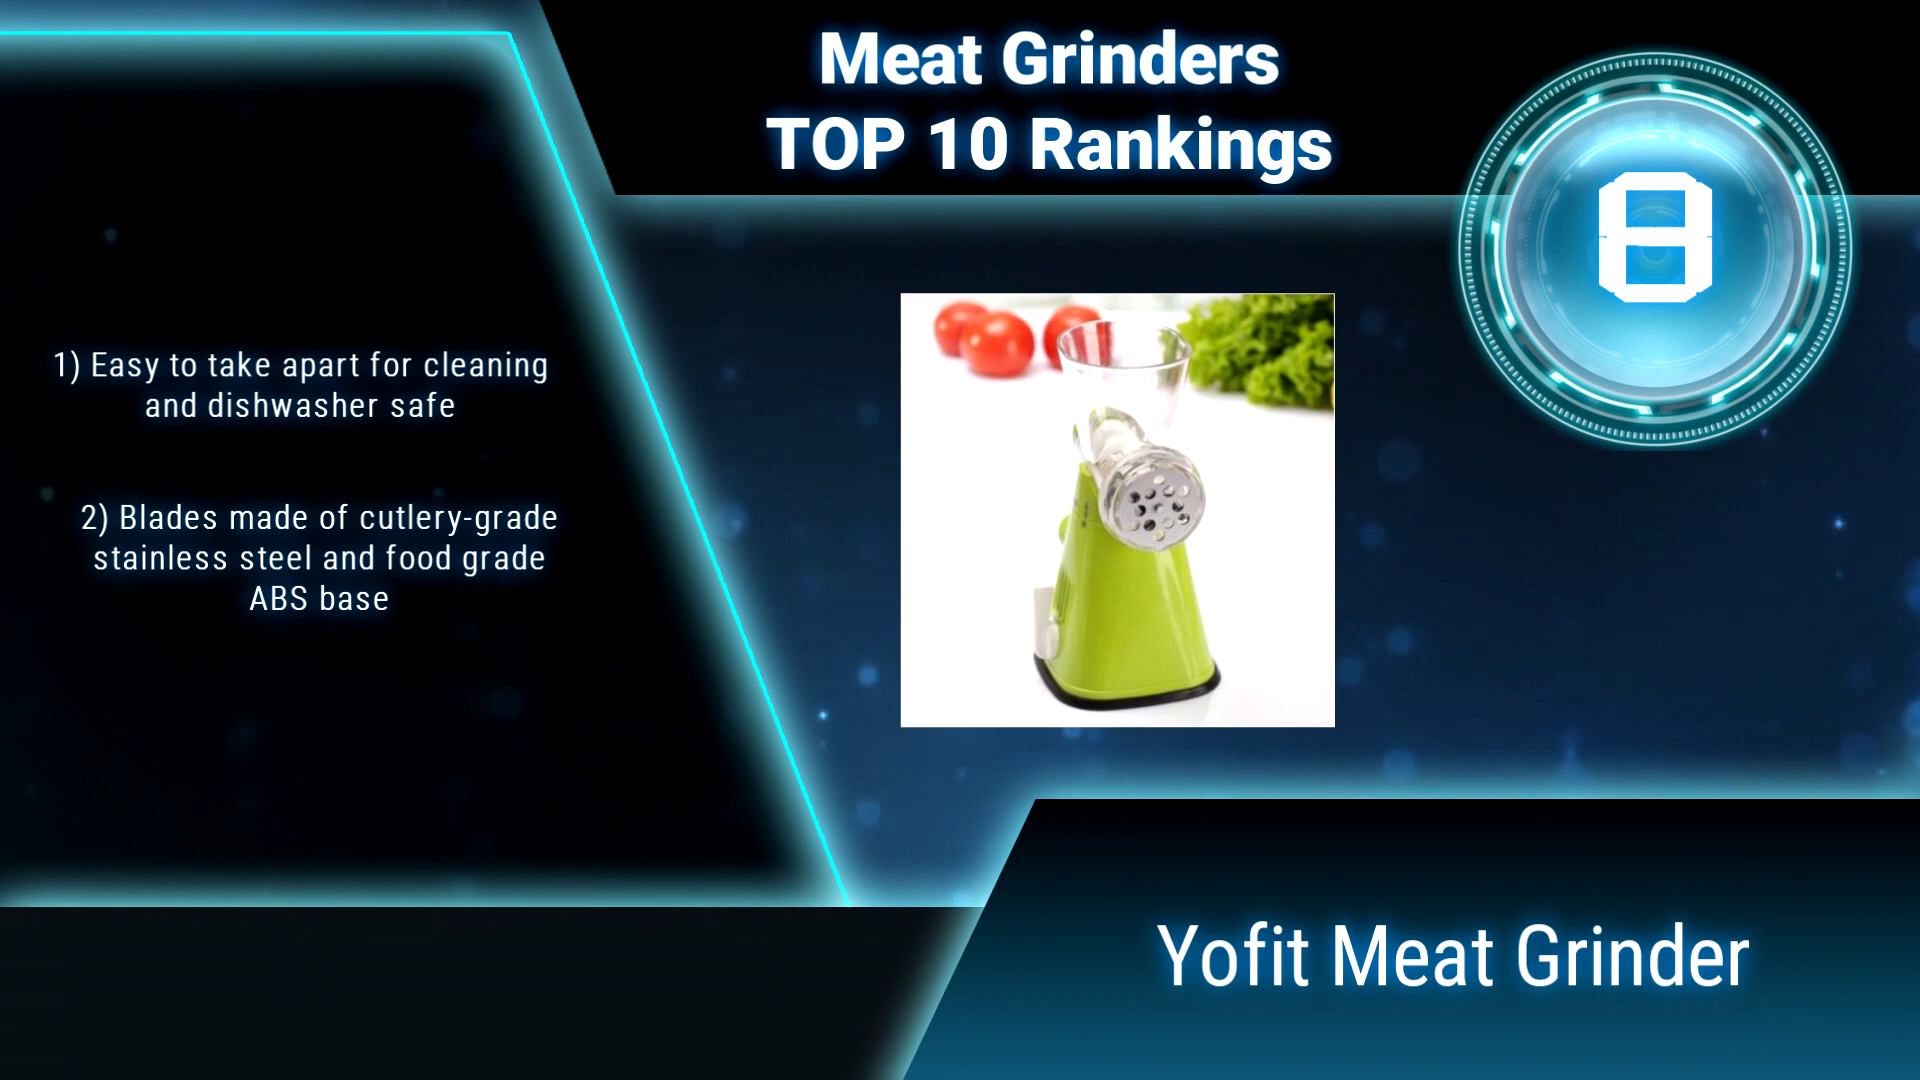 Meat Grinders
TOP 10 Rankings
8
1) Easy to take apart for cleaning
and dishwasher safe
2) Blades made of cutlery-grade
stainless steel and food grade
ABS base
Yofit Meat Grinder